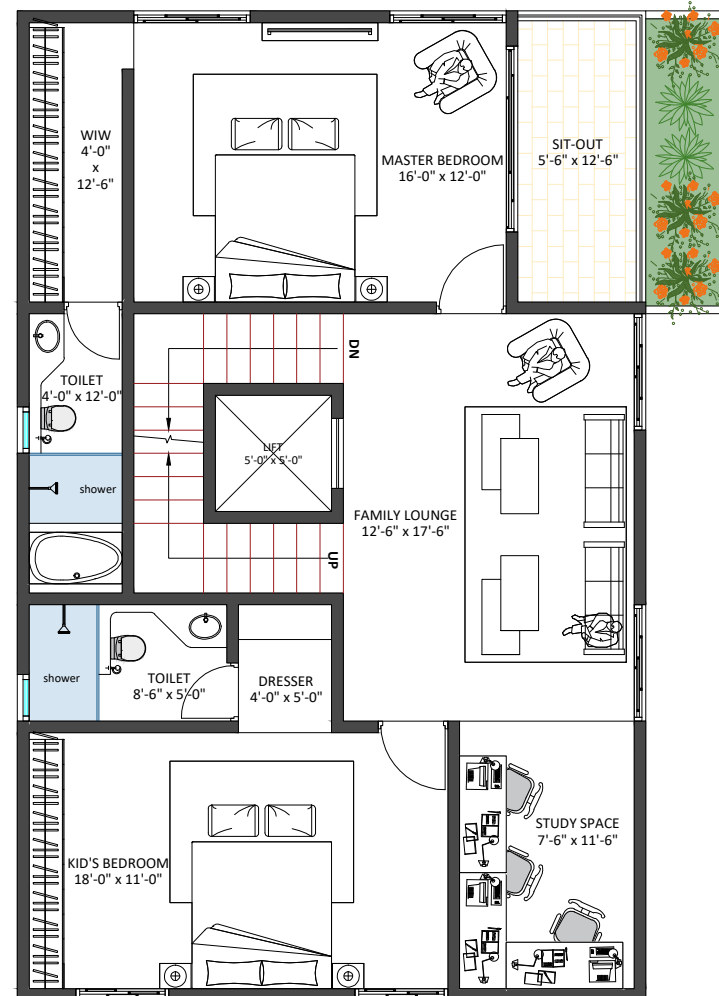 WIW
4'-0"
x
12'-6"
MASTER BEDROOM
16'-0" x 12'-0"
SIT-OUT
5'-6" x 12'-6"
TOILET
4'-0" x 12'-0"
shower
DN
LIFT
5'-0" x 5'-0"
UP
FAMILY LOUNGE
12'-6" x 17'-6"
shower
TOILET
8'-6" x 5'-0"
DRESSER
4'-0" x 5'-0"
KID'S BEDROOM
18'-0" x 11'-0"
STUDY SPACE
7'-6" x 11'-6"